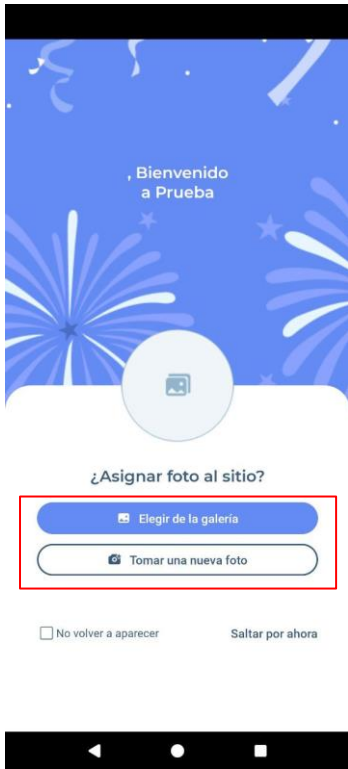 , Bienvenido
a Prueba
¿Asignar foto al sitio?
Elegir de la galería
Tomar una nueva foto
No volver a aparecer Saltar por ahora